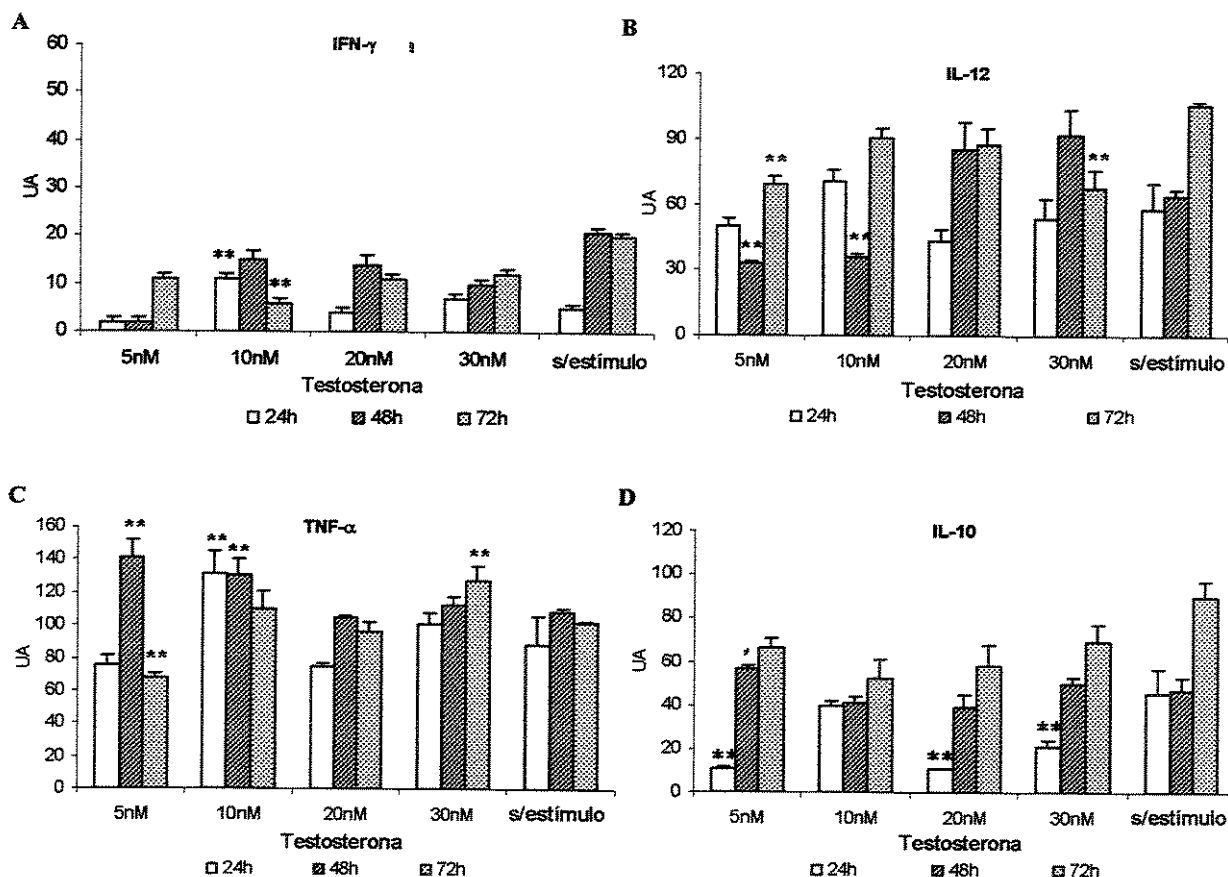 A
IFN-γ
60
50
40
30
20
10
0
UA
**
**
5nM 10nM 20nM 30nM s/estímulo
Testosterona
24h 48h 72h
B
IL-12
120
90
60
30
0
UA
**
**
**
**
5nM 10nM 20nM 30nM s/estímulo
Testosterona
24h 48h 72h
C
TNF-α
160
140
120
100
80
60
40
20
0
UA
**
**
** **
**
5nM 10nM 20nM 30nM s/estímulo
Testosterona
24h 48h 72h
D
IL-10
120
100
80
60
40
20
0
UA
**
**
**
5nM 10nM 20nM 30nM s/estímulo
Testosterona
24h 48h 72h